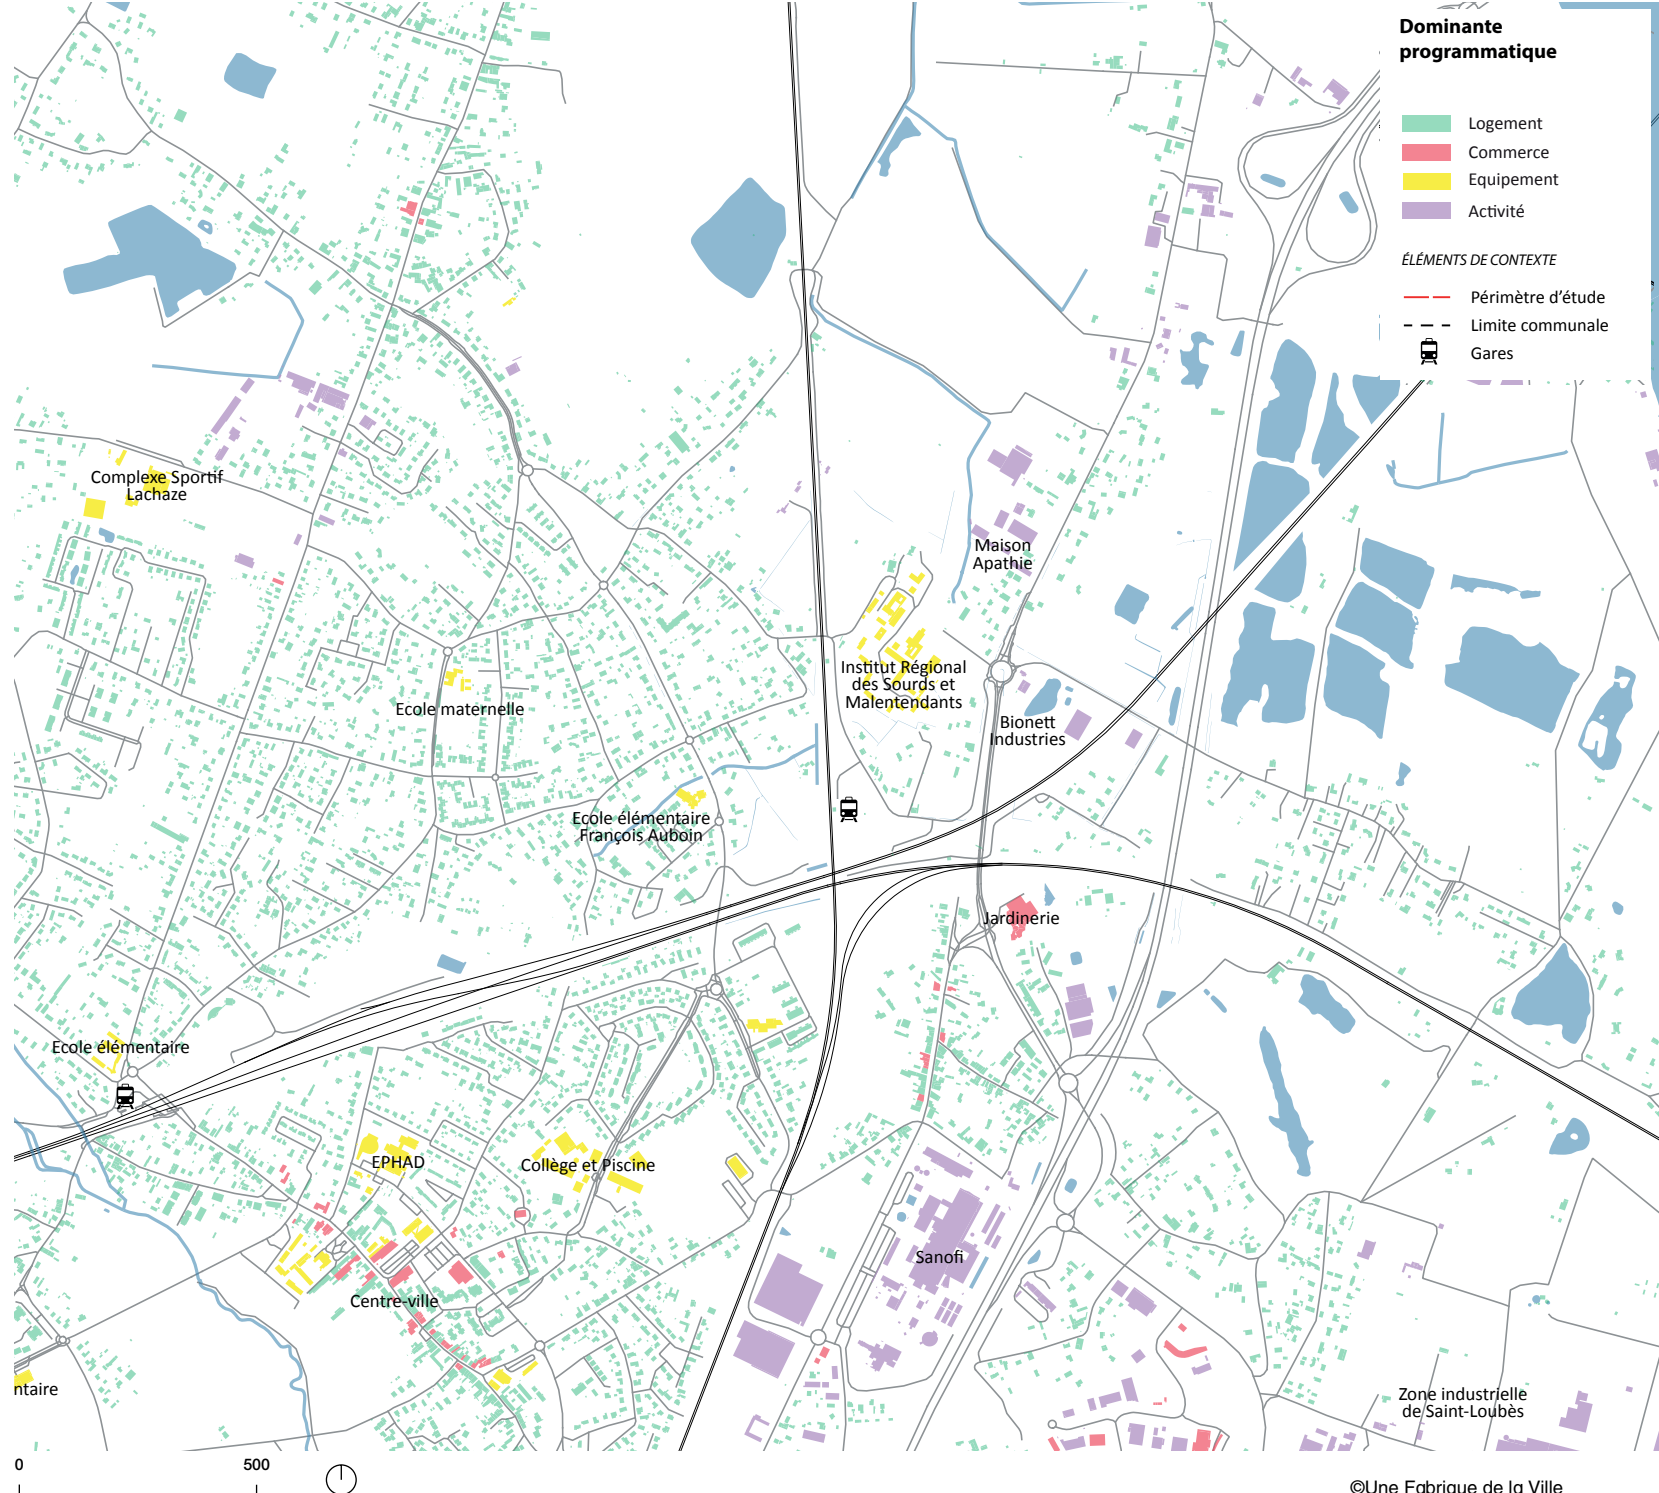 Dominante
programmatique
Logement
Commerce
Equipement
Activité
ÉLÉMENTS DE CONTEXTE
Périmètre d'étude
Limite communale
Gares
Complexe Sportif
Lachaze
Maison
Apathie
Institut Régional
des Sourds et
Malentendants
Ecole maternelle
Bionett
Industries
Ecole élémentaire
François Auboin
Jardinerie
Ecole élémentaire
EPHAD
Collège et Piscine
Sanofi
Centre-ville
ntaire
Zone industrielle
de Saint-Loubès
0
500
©Une Fabrique de la Ville